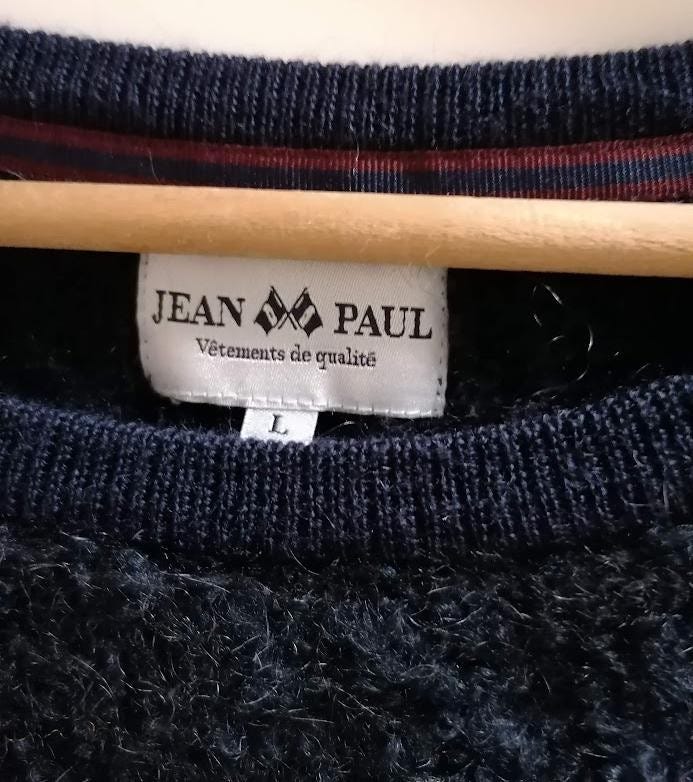 JEAN PAUL
Vêtements de qualité
L